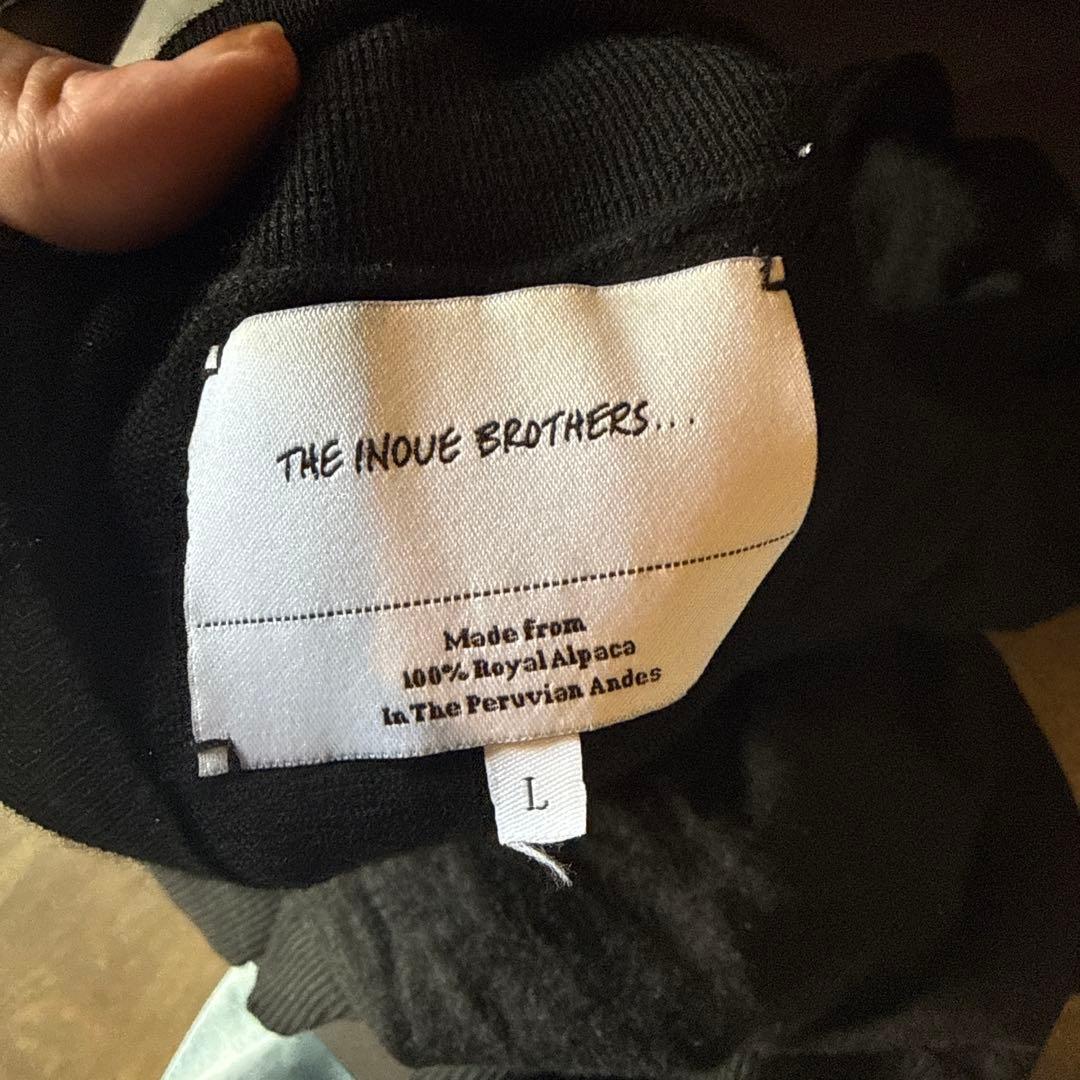 THE INOUE BROTHERS...
Made from
100% Royal Alpaca
In The Peruvian Andes
L